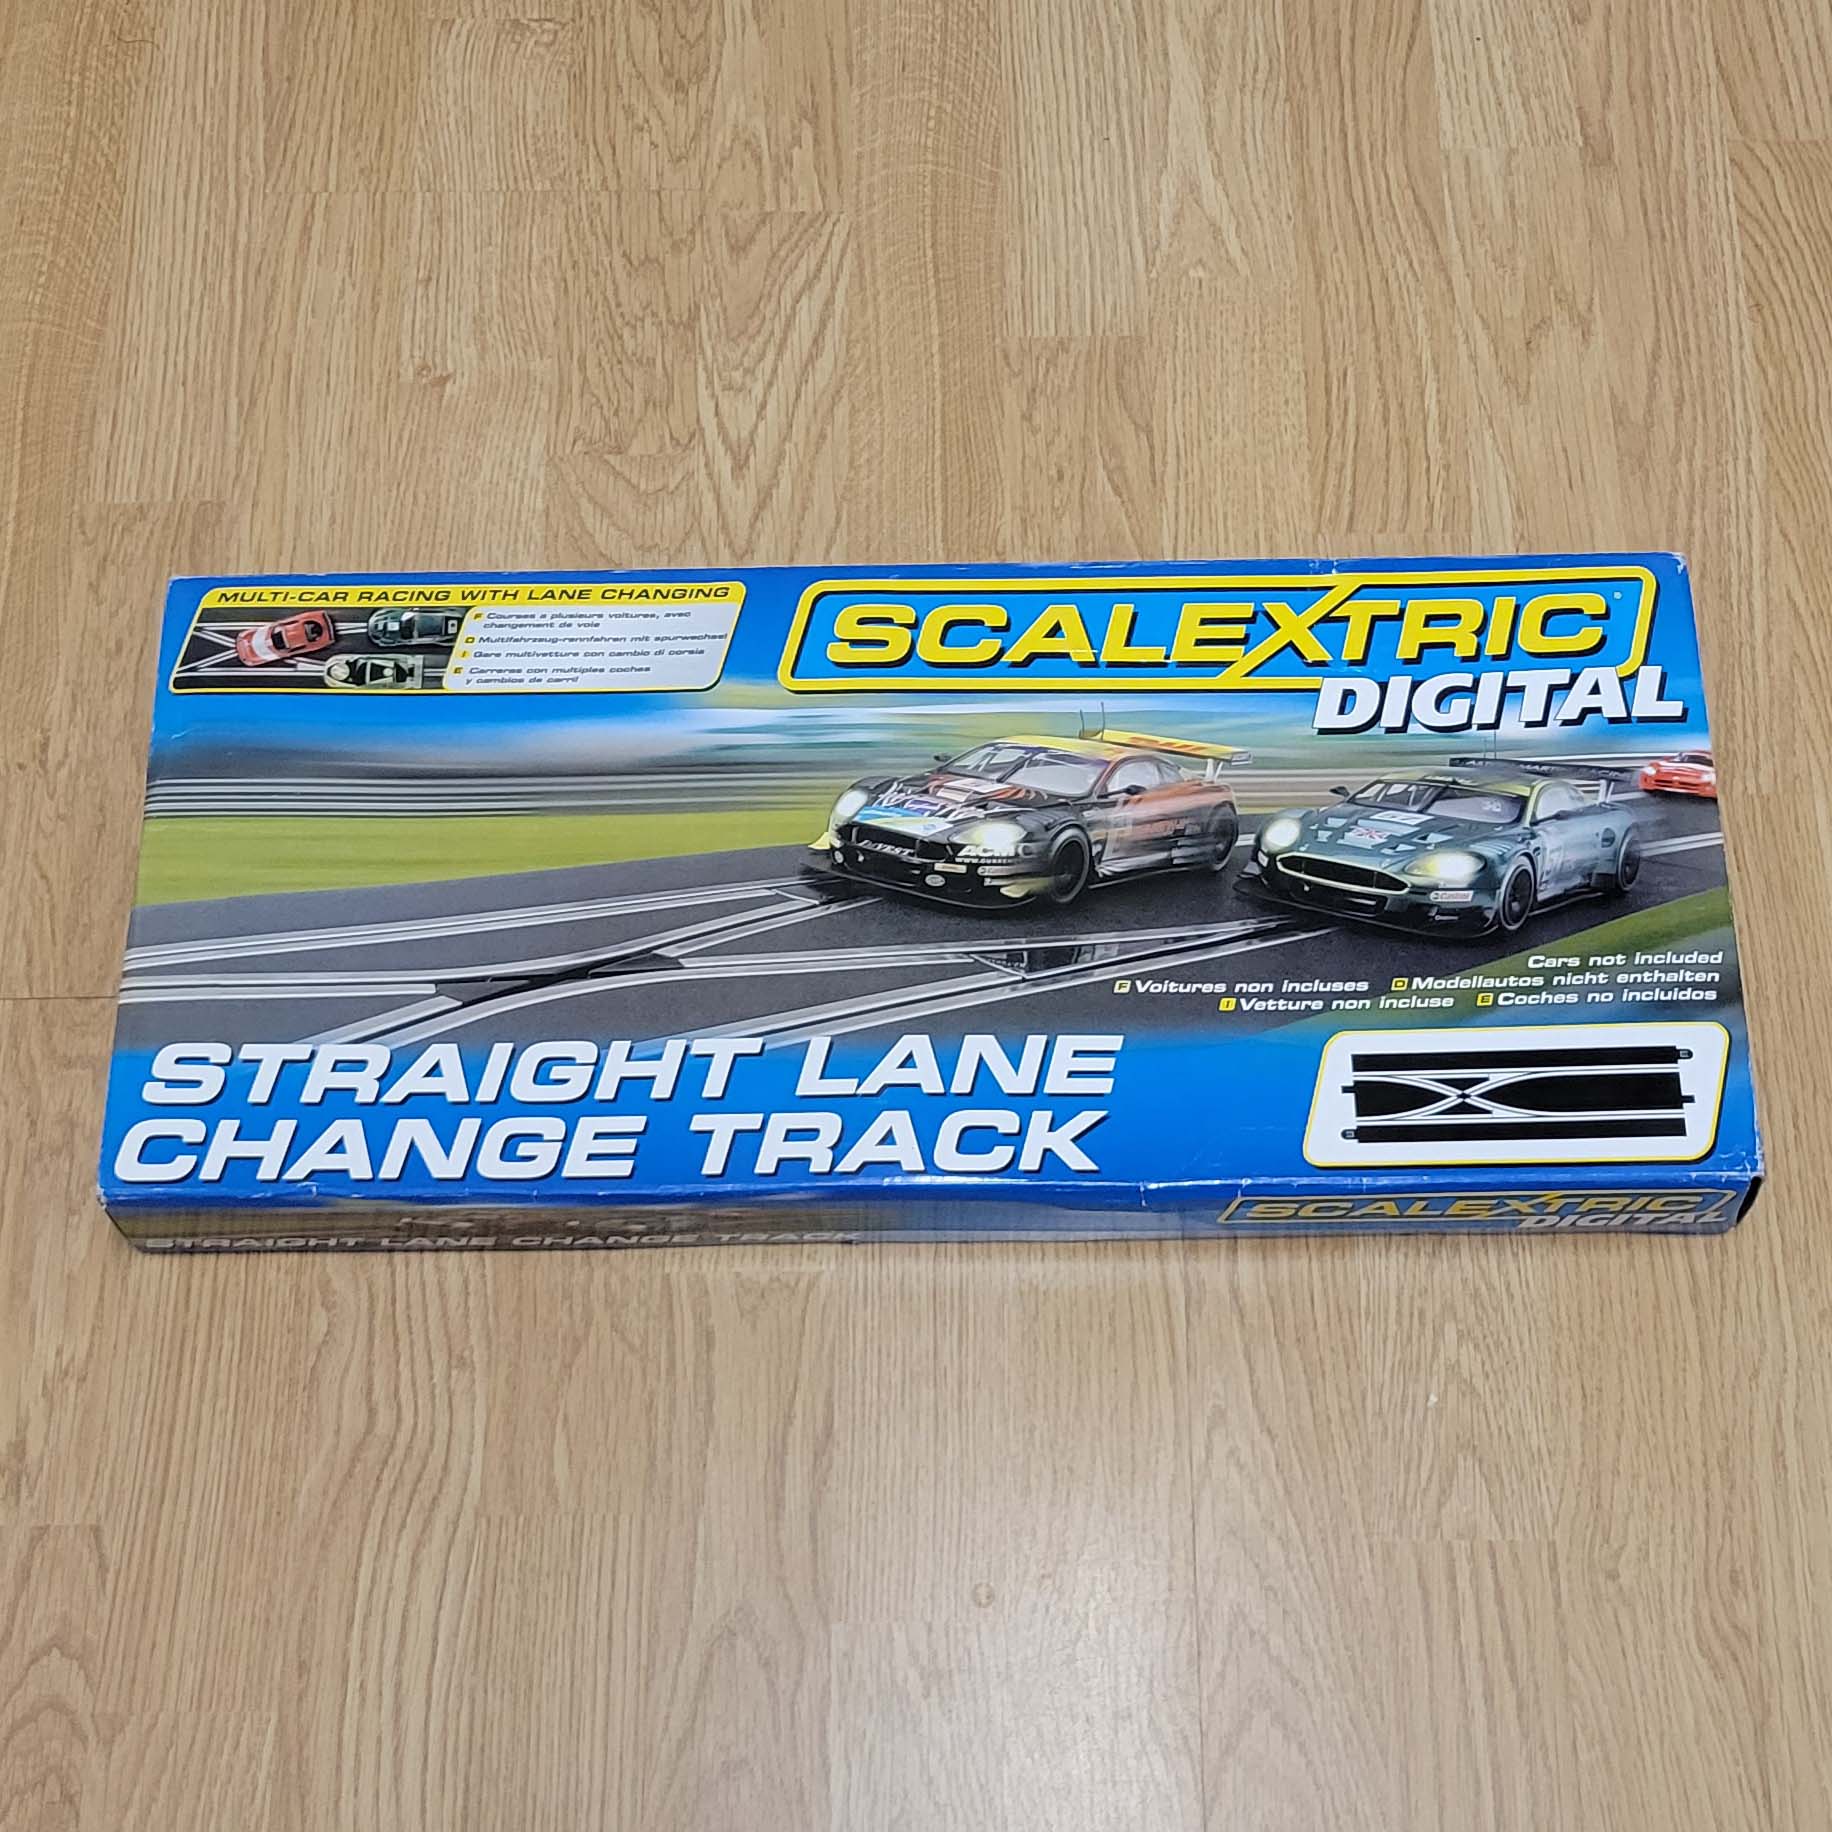 MULTI-CAR RACING WITH LANE CHANGING
F Courses a plusieurs voitures, avec
changement de voie
D Multifahrzeug-rennfahren mit spurwechsel
I Gare multivetture con cambio di corsia
E Carreras con multiples coches
y cambios de carril
SCALEXTRIC
DIGITAL
ACM
Castrol
Castrol
Cars not included
F Voitures non incluses D Modellautos nicht enthalten
I Vetture non incluse E Coches no incluidos
STRAIGHT LANE
CHANGE TRACK
STRAIGHT LANE CHANGE TRACK
SCALEXTRIC
DIGITAL